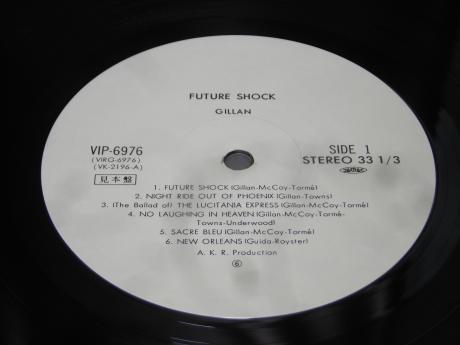 FUTURE SHOCK
GILLAN
VIP-6976
(VIRG-6976)
(VK-2196-A)
見本盤
SIDE 1
STEREO 33 1/3
1. FUTURE SHOCK (Gillan-McCoy-Tormé)
2. NIGHT RIDE OUT OF PHOENIX (Gillan-Towns)
3. (The Ballad of) THE LUCITANIA EXPRESS (Gillan-McCoy-Tormé)
4. NO LAUGHING IN HEAVEN (Gillan-McCoy-Tormé-
Towns-Underwood)
5. SACRE BLEU (Gillan-McCoy-Tormé)
6. NEW ORLEANS (Guida-Royster)
A. K. R. Production